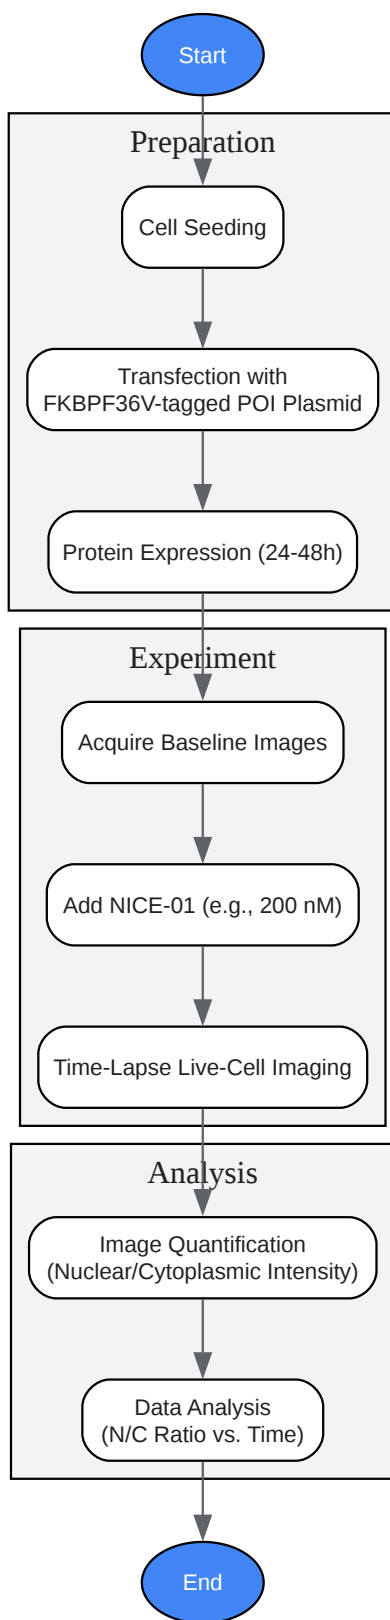 Start
Preparation
Cell Seeding
Transfection with
FKBPF36V-tagged POI Plasmid
Protein Expression (24-48h)
Experiment
Acquire Baseline Images
Add NICE-01 (e.g., 200 nM)
Time-Lapse Live-Cell Imaging
Analysis
Image Quantification
(Nuclear/Cytoplasmic Intensity)
Data Analysis
(N/C Ratio vs. Time)
End